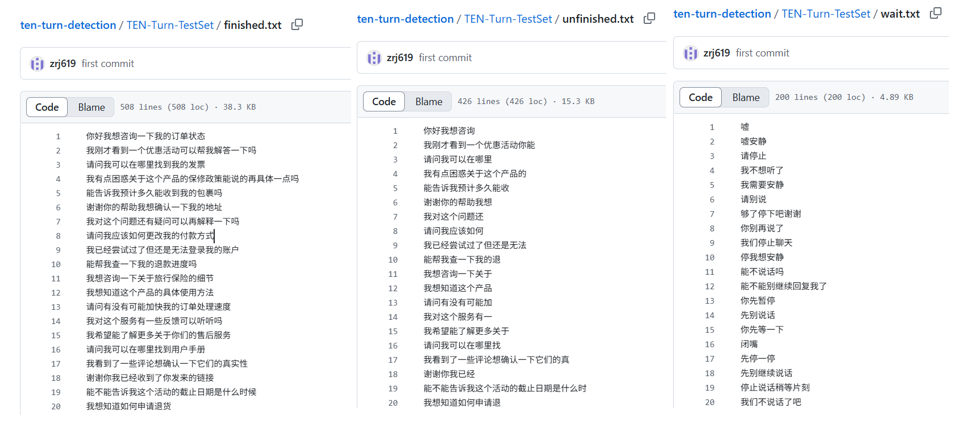 ten-turn-detection / TEN-Turn-TestSet / finished.txt
zrj619 first commit
Code Blame 508 lines (508 loc) · 38.3 KB
1 你好我想咨询一下我的订单状态
2 我刚才看到一个优惠活动可以帮我解答一下吗
3 请问我可以在哪里找到我的发票
4 我有点困惑关于这个产品的保修政策能说的再具体一点吗
5 能告诉我预计多久能收到我的包裹吗
6 谢谢你的帮助我想确认一下我的地址
7 我对这个问题还有疑问可以再解释一下吗
8 请问我应该如何更改我的付款方式
9 我已经尝试过了但还是无法登录我的账户
10 能帮我查一下我的退款进度吗
11 我想咨询一下关于旅行保险的细节
12 我想知道这个产品的具体使用方法
13 请问有没有可能加快我的订单处理速度
14 我对这个服务有一些反馈可以听听吗
15 我希望能了解更多关于你们的售后服务
16 请问我可以在哪里找到用户手册
17 我看到了一些评论想确认一下它们的真实性
18 谢谢你我已经收到了你发来的链接
19 能不能告诉我这个活动的截止日期是什么时候
20 我想知道如何申请退货
ten-turn-detection / TEN-Turn-TestSet / unfinished.txt
zrj619 first commit
Code Blame 426 lines (426 loc) · 15.3 KB
1 你好我想咨询
2 我刚才看到一个优惠活动你能
3 请问我可以在哪里
4 我有点困惑关于这个产品的
5 能告诉我预计多久能收
6 谢谢你的帮助我想
7 我对这个问题还
8 请问我应该如何
9 我已经尝试过了但还是无法
10 能帮我查一下我的退
11 我想咨询一下关于
12 我想知道这个产品
13 请问有没有可能加
14 我对这个服务有一
15 我希望能了解更多关于
16 请问我可以在哪里找
17 我看到了一些评论想确认一下它们的真
18 谢谢你我已经
19 能不能告诉我这个活动的截止日期是什么时
20 我想知道如何申请退
ten-turn-detection / TEN-Turn-TestSet / wait.txt
zrj619 first commit
Code Blame 200 lines (200 loc) · 4.89 KB
1 嘘
2 嘘安静
3 请停止
4 我不想听了
5 我需要安静
6 请别说
7 够了停下吧谢谢
8 你别再说了
9 我们停止聊天
10 停我想安静
11 能不说话吗
12 能不能别继续回复我了
13 你先暂停
14 先别说话
15 你先等一下
16 闭嘴
17 先停一停
18 先别继续说话
19 停止说话稍等片刻
20 我们不说话了吧